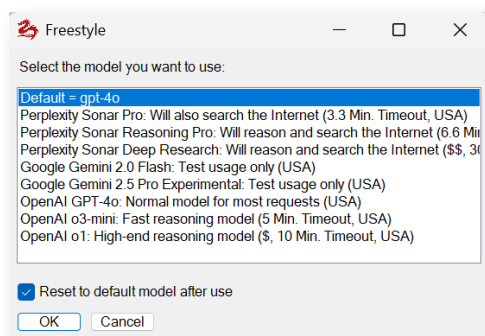 Freestyle
Select the model you want to use:
Default = gpt-4o
Perplexity Sonar Pro: Will also search the Internet (3.3 Min. Timeout, USA)
Perplexity Sonar Reasoning Pro: Will reason and search the Internet (6.6 Mi
Perplexity Sonar Deep Research: Will reason and search the Internet ($$, 30
Google Gemini 2.0 Flash: Test usage only (USA)
Google Gemini 2.5 Pro Experimental: Test usage only (USA)
OpenAI GPT-4o: Normal model for most requests (USA)
OpenAI o3-mini: Fast reasoning model (5 Min. Timeout, USA)
OpenAI o1: High-end reasoning model ($, 10 Min. Timeout, USA)
Reset to default model after use
OK Cancel